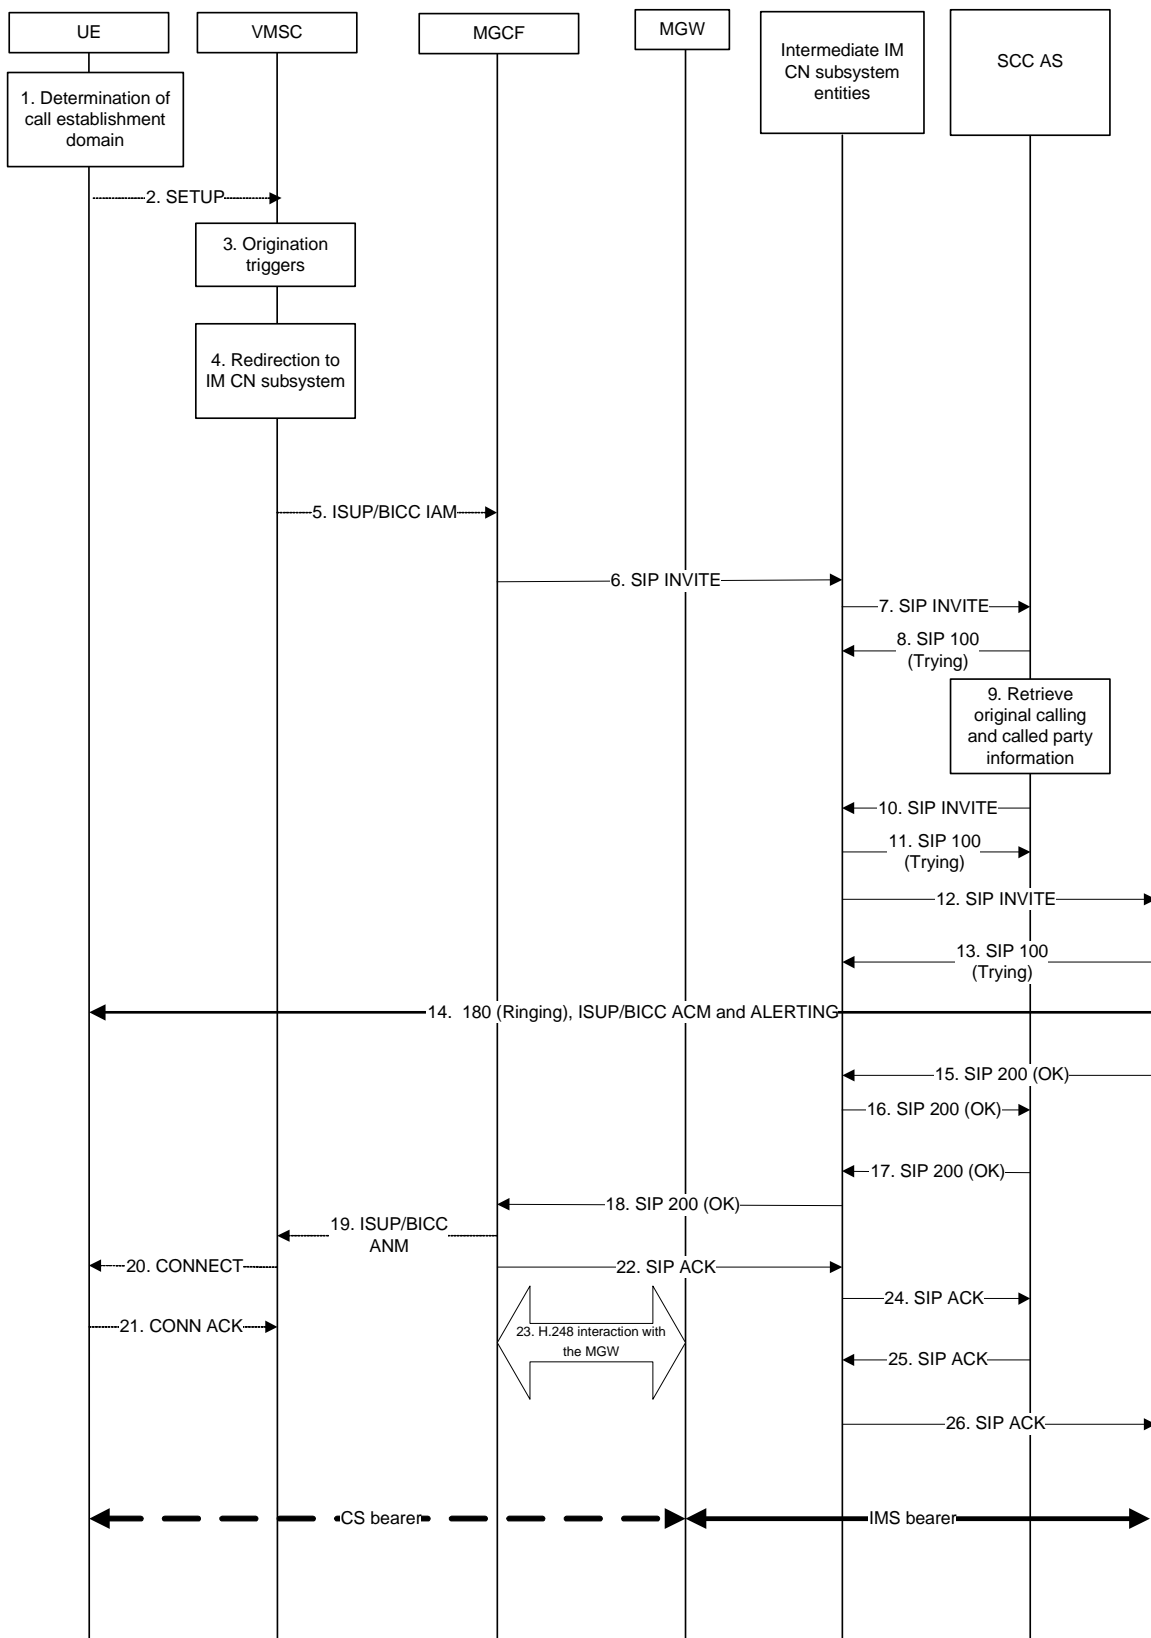 UE
VMSC
MGCF
MGW
Intermediate IM
CN subsystem
entities
SCC AS
1. Determination of
call establishment
domain
2. SETUP
3. Origination
triggers
4. Redirection to
IM CN subsystem
5. ISUP/BICC IAM
6. SIP INVITE
7. SIP INVITE
8. SIP 100
(Trying)
9. Retrieve
original calling
and called party
information
10. SIP INVITE
11. SIP 100
(Trying)
12. SIP INVITE
13. SIP 100
(Trying)
14. 180 (Ringing), ISUP/BICC ACM and ALERTING
15. SIP 200 (OK)
16. SIP 200 (OK)
17. SIP 200 (OK)
18. SIP 200 (OK)
19. ISUP/BICC
ANM
20. CONNECT
22. SIP ACK
24. SIP ACK
21. CONN ACK
23. H.248 interaction with
the MGW
25. SIP ACK
26. SIP ACK
CS bearer
IMS bearer